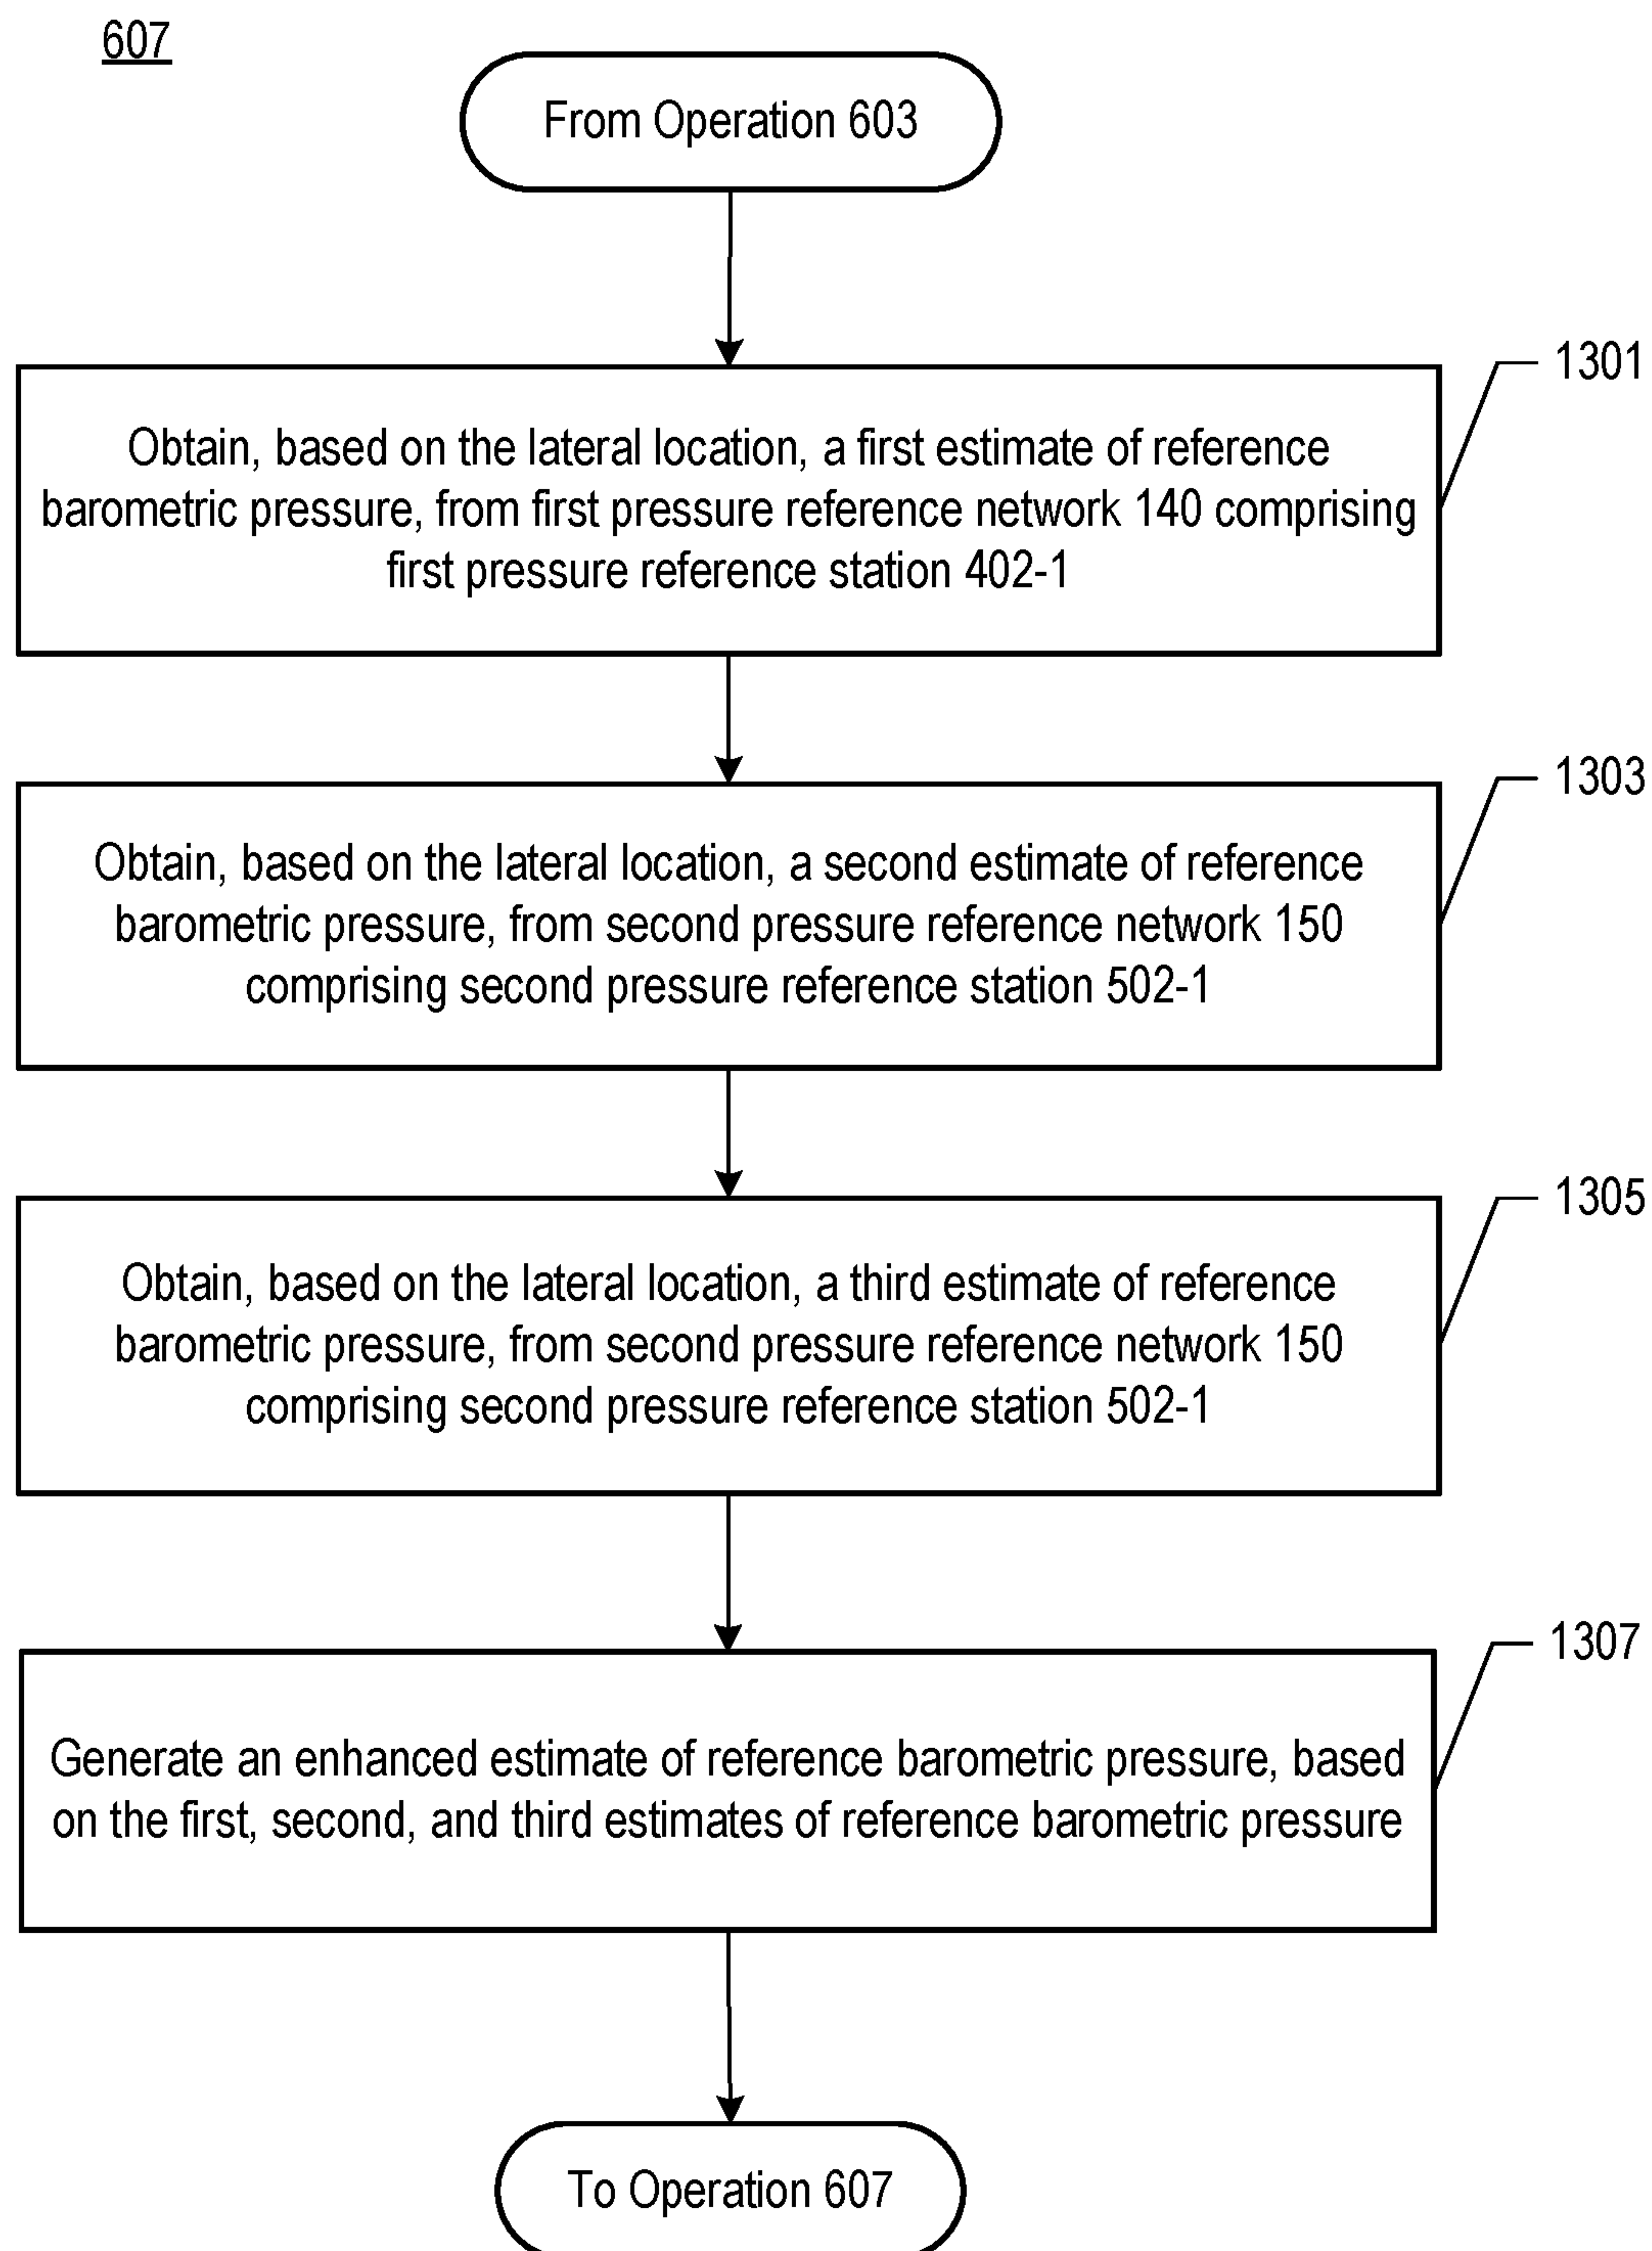 607
From Operation 603
1301
Obtain, based on the lateral location, a first estimate of reference
barometric pressure, from first pressure reference network 140 comprising
first pressure reference station 402-1
1303
Obtain, based on the lateral location, a second estimate of reference
barometric pressure, from second pressure reference network 150
comprising second pressure reference station 502-1
1305
Obtain, based on the lateral location, a third estimate of reference
barometric pressure, from second pressure reference network 150
comprising second pressure reference station 502-1
1307
Generate an enhanced estimate of reference barometric pressure, based
on the first, second, and third estimates of reference barometric pressure
To Operation 607